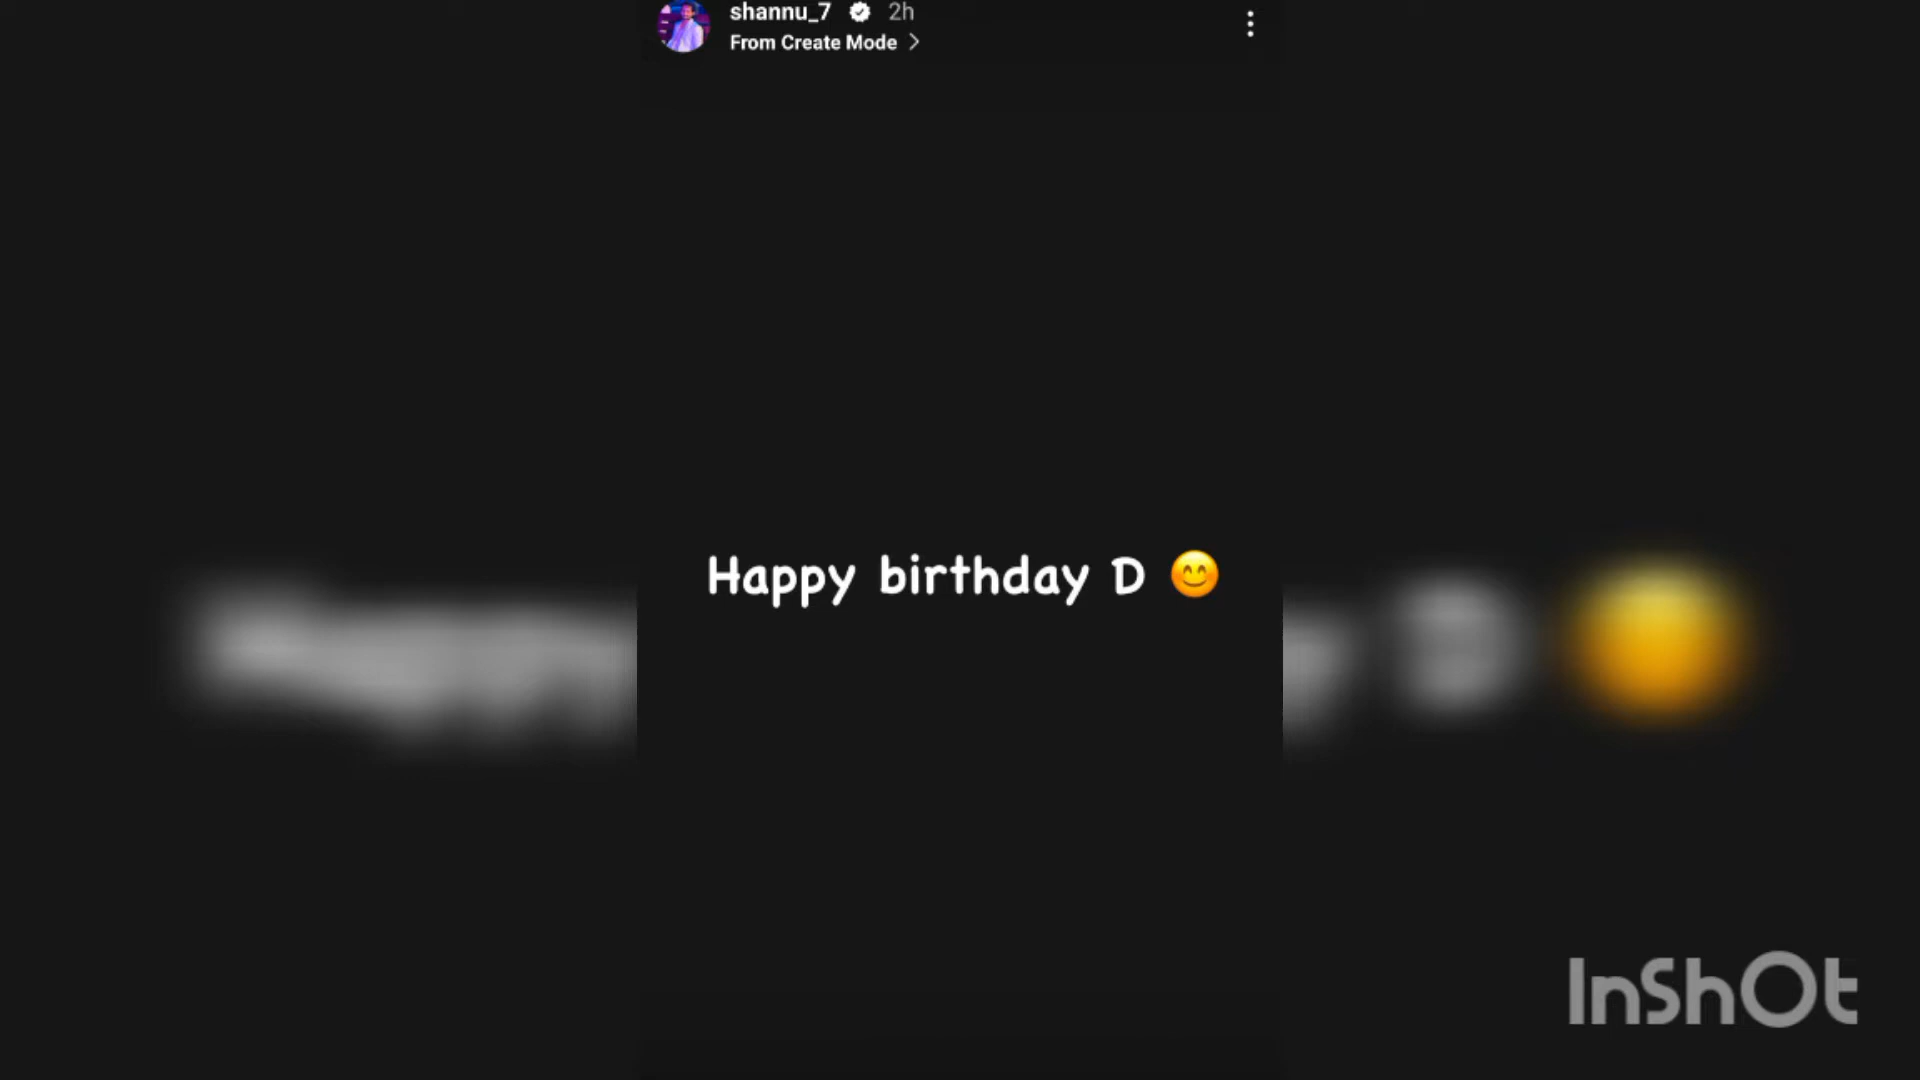 shannu_7 2h
From Create Mode >
Happy birthday D 😊
InShOt